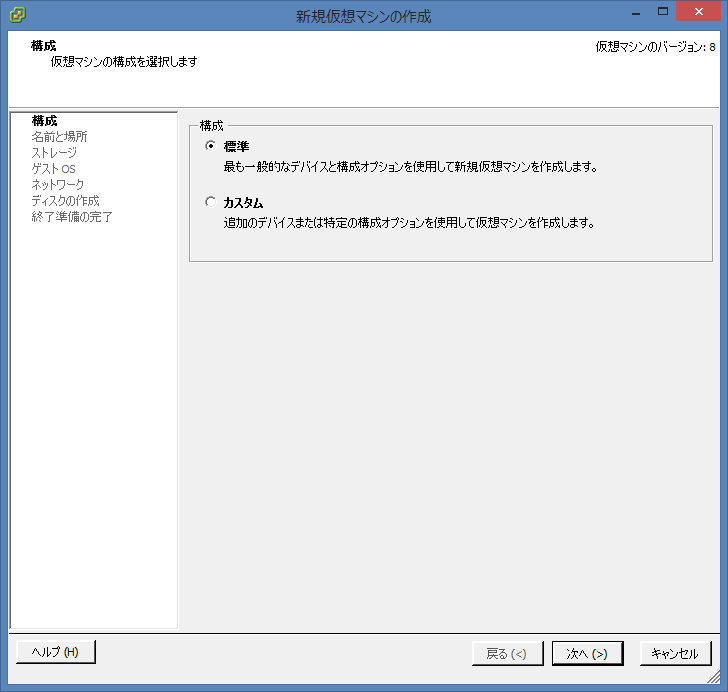 新規仮想マシンの作成
構成
仮想マシンの構成を選択します
仮想マシンのバージョン: 8
構成
名前と場所
ストレージ
ゲスト OS
ネットワーク
ディスクの作成
終了準備の完了
構成
標準
最も一般的なデバイスと構成オプションを使用して新規仮想マシンを作成します。
カスタム
追加のデバイスまたは特定の構成オプションを使用して仮想マシンを作成します。
ヘルプ (H)
戻る (<)
次へ (>)
キャンセル